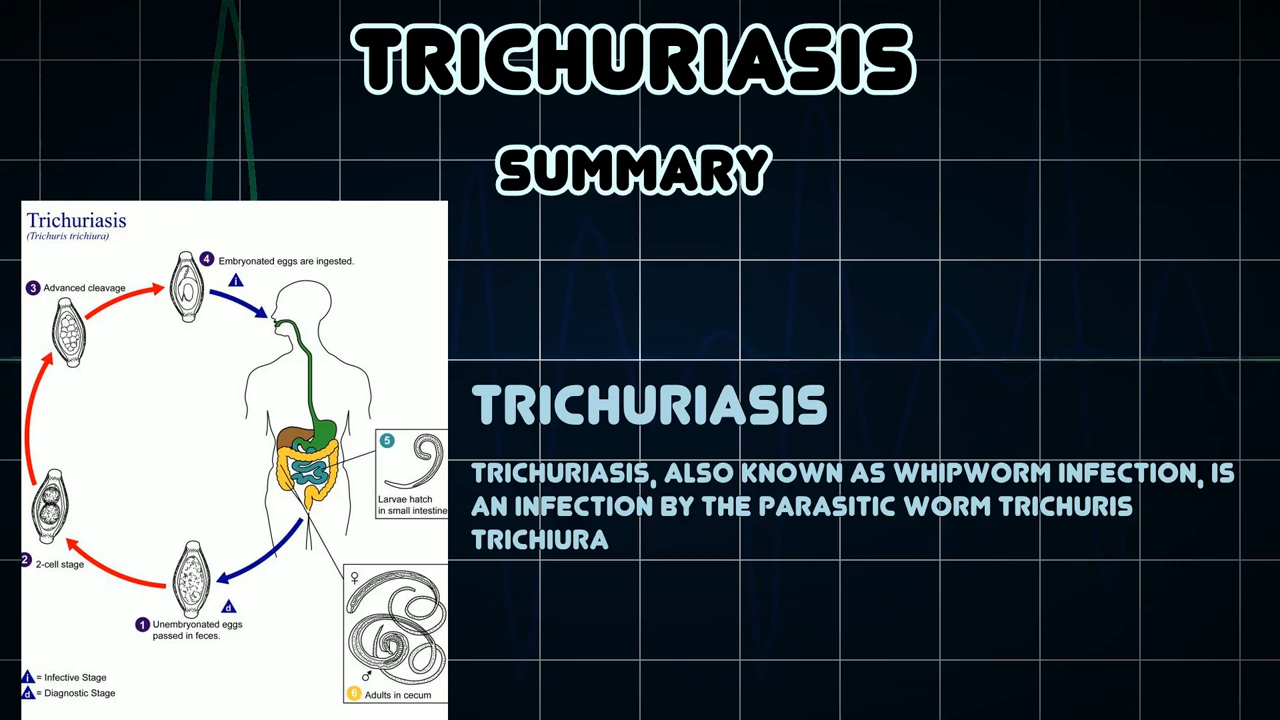 TRICHURIASIS
SUMMARY
Trichuriasis
(Trichuris trichiura)
4 Embryonated eggs are ingested.
i
3 Advanced cleavage
5
Larvae hatch
in small intestine
2 2-cell stage
d
1 Unembryonated eggs
passed in feces.
♀
♂
6 Adults in cecum
i = Infective Stage
d = Diagnostic Stage
TRICHURIASIS
TRICHURIASIS, ALSO KNOWN AS WHIPWORM INFECTION, IS
AN INFECTION BY THE PARASITIC WORM TRICHURIS
TRICHIURA